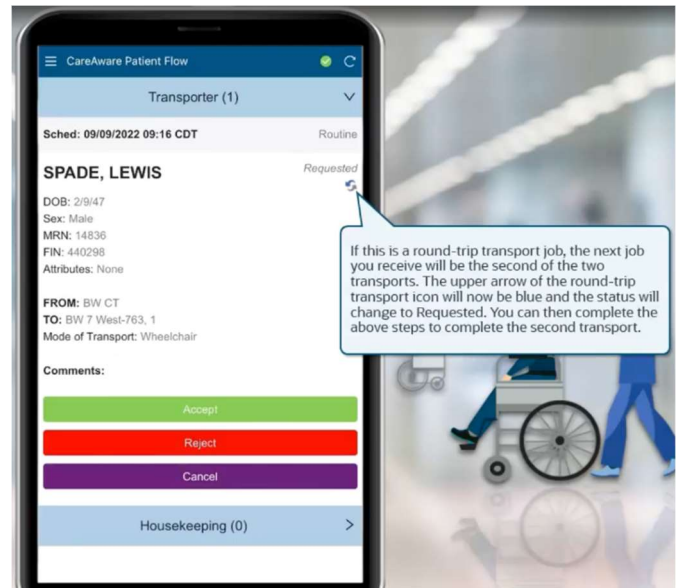 CareAware Patient Flow
Transporter (1)
Sched: 09/09/2022 09:16 CDT Routine
SPADE, LEWIS Requested
DOB: 2/9/47
Sex: Male
MRN: 14836
FIN: 440298
Attributes: None
FROM: BW CT
TO: BW 7 West-763, 1
Mode of Transport: Wheelchair
Comments:
Accept
Reject
Cancel
Housekeeping (0)
If this is a round-trip transport job, the next job
you receive will be the second of the two
transports. The upper arrow of the round-trip
transport icon will now be blue and the status will
change to Requested. You can then complete the
above steps to complete the second transport.